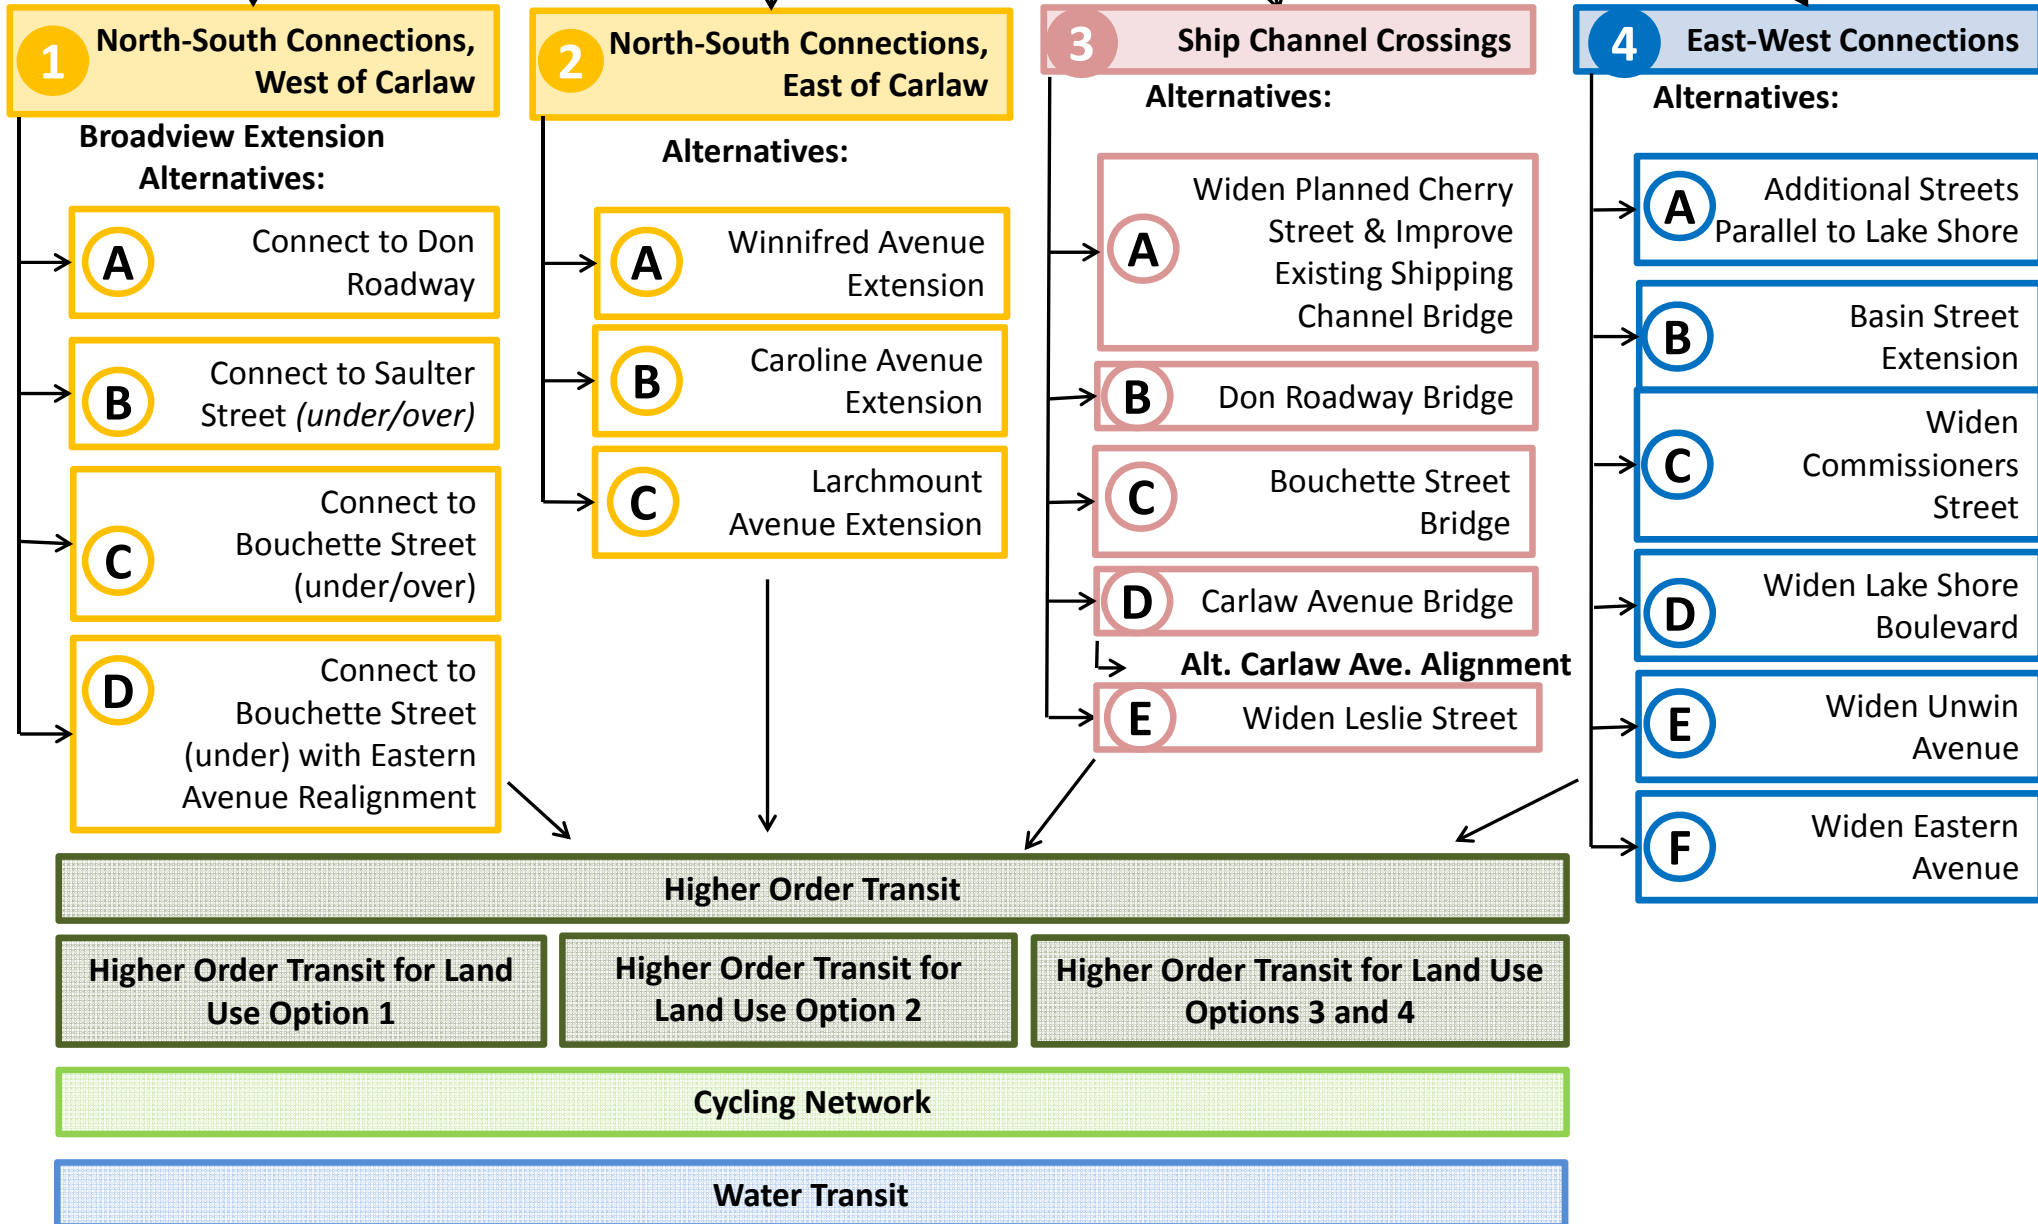 1
North-South Connections,
West of Carlaw
Broadview Extension
Alternatives:
A
Connect to Don
Roadway
B
Connect to Saulter
Street (under/over)
C
Connect to
Bouchette Street
(under/over)
D
Connect to
Bouchette Street
(under) with Eastern
Avenue Realignment
2
North-South Connections,
East of Carlaw
Alternatives:
A
Winnifred Avenue
Extension
B
Caroline Avenue
Extension
C
Larchmount
Avenue Extension
3
Ship Channel Crossings
Alternatives:
A
Widen Planned Cherry
Street & Improve
Existing Shipping
Channel Bridge
B
Don Roadway Bridge
C
Bouchette Street
Bridge
D
Carlaw Avenue Bridge
Alt. Carlaw Ave. Alignment
E
Widen Leslie Street
4
East-West Connections
Alternatives:
A
Additional Streets
Parallel to Lake Shore
B
Basin Street
Extension
C
Widen
Commissioners
Street
D
Widen Lake Shore
Boulevard
E
Widen Unwin
Avenue
F
Widen Eastern
Avenue
Higher Order Transit
Higher Order Transit for Land
Use Option 1
Higher Order Transit for
Land Use Option 2
Higher Order Transit for Land Use
Options 3 and 4
Cycling Network
Water Transit